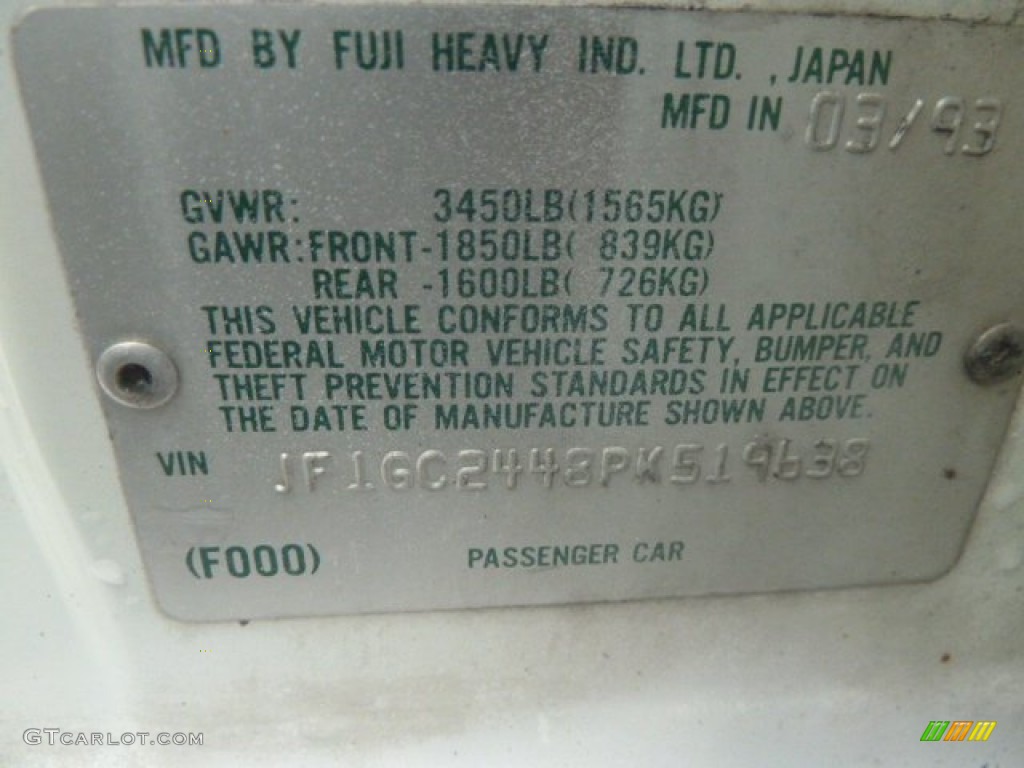 MFD BY FUJI HEAVY IND. LTD. , JAPAN
MFD IN 03/93
GVWR: 3450LB(1565KG)
GAWR:FRONT-1850LB( 839KG)
REAR -1600LB( 726KG)
THIS VEHICLE CONFORMS TO ALL APPLICABLE
FEDERAL MOTOR VEHICLE SAFETY, BUMPER, AND
THEFT PREVENTION STANDARDS IN EFFECT ON
THE DATE OF MANUFACTURE SHOWN ABOVE.
VIN JF1GC2448PK519638
(F000) PASSENGER CAR
GTCARLOT.COM